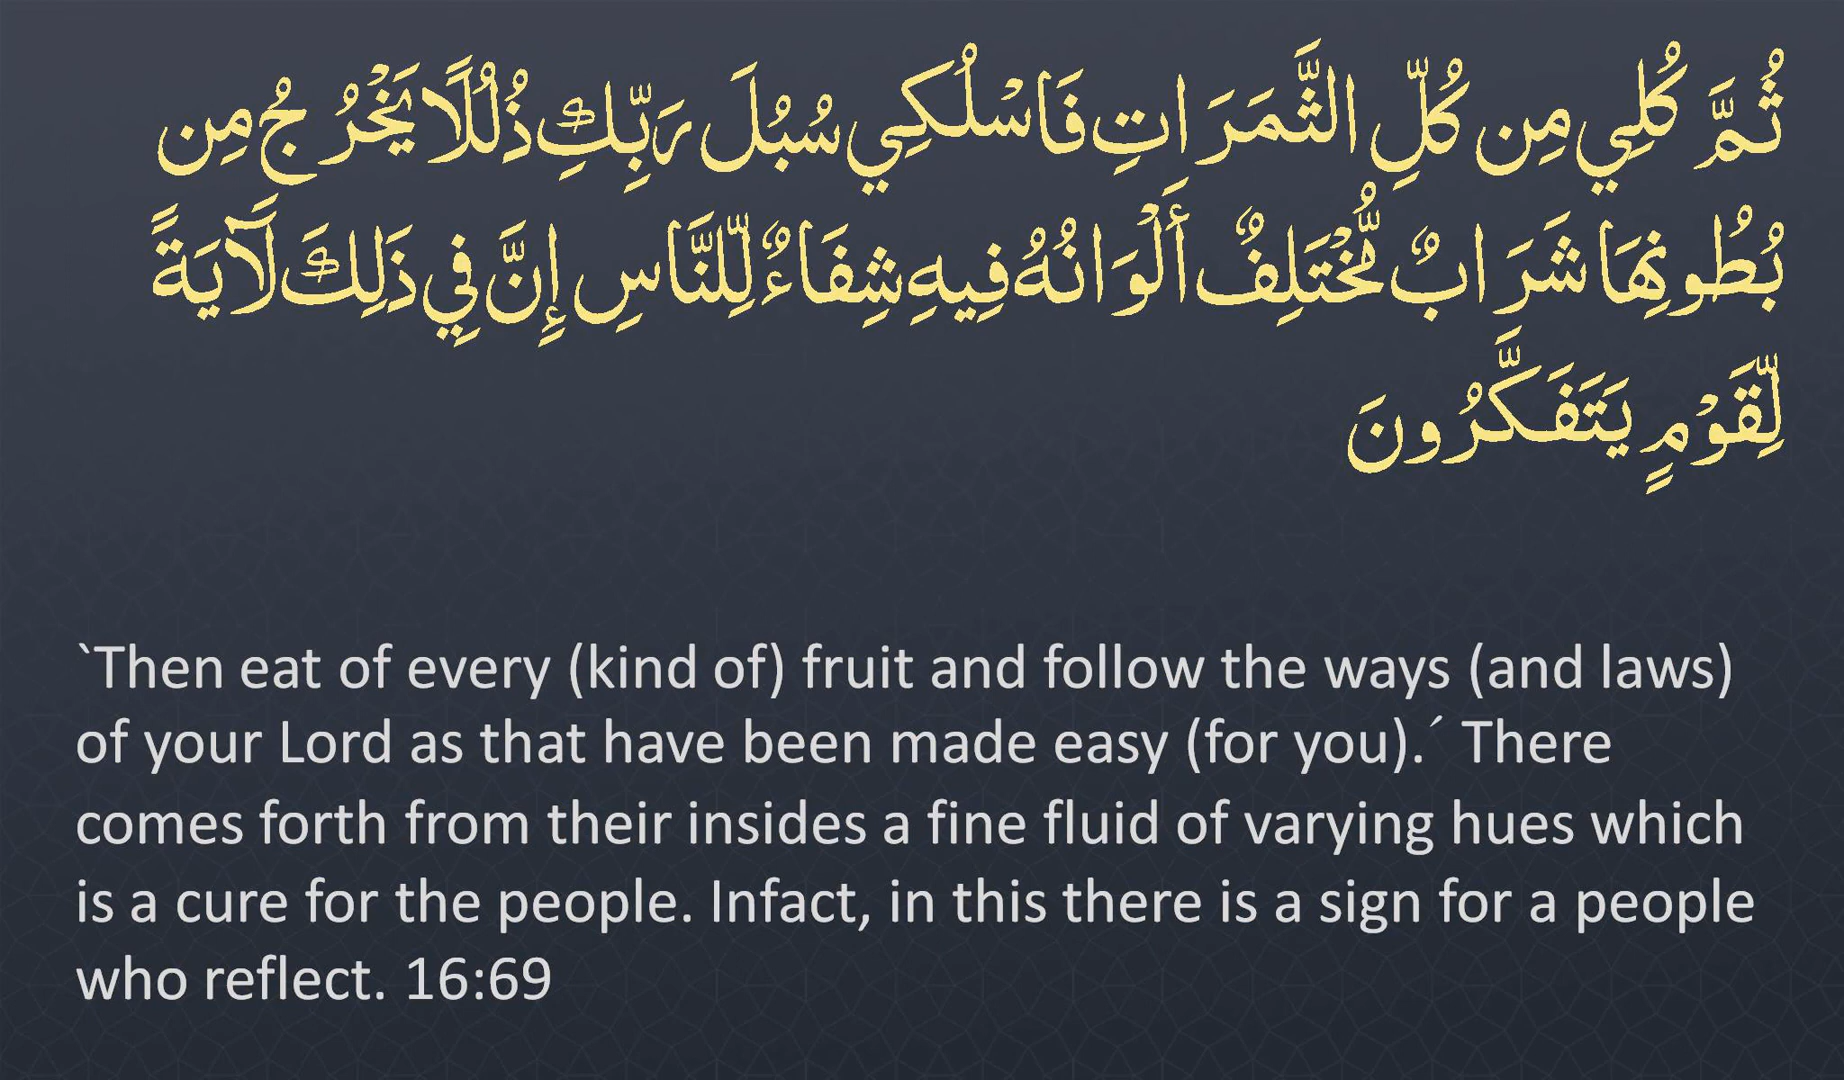 ثُمَّ كُلِي مِن كُلِّ الثَّمَرَاتِ فَاسْلُكِي سُبُلَ رَبِّكِ ذُلُلًا يَخْرُجُ مِن
بُطُونِهَا شَرَابٌ مُّخْتَلِفٌ أَلْوَانُهُ فِيهِ شِفَاءٌ لِّلنَّاسِ إِنَّ فِي ذَلِكَ لَآيَةً
لِّقَوْمٍ يَتَفَكَّرُونَ
`Then eat of every (kind of) fruit and follow the ways (and laws)
of your Lord as that have been made easy (for you).´ There
comes forth from their insides a fine fluid of varying hues which
is a cure for the people. Infact, in this there is a sign for a people
who reflect. 16:69